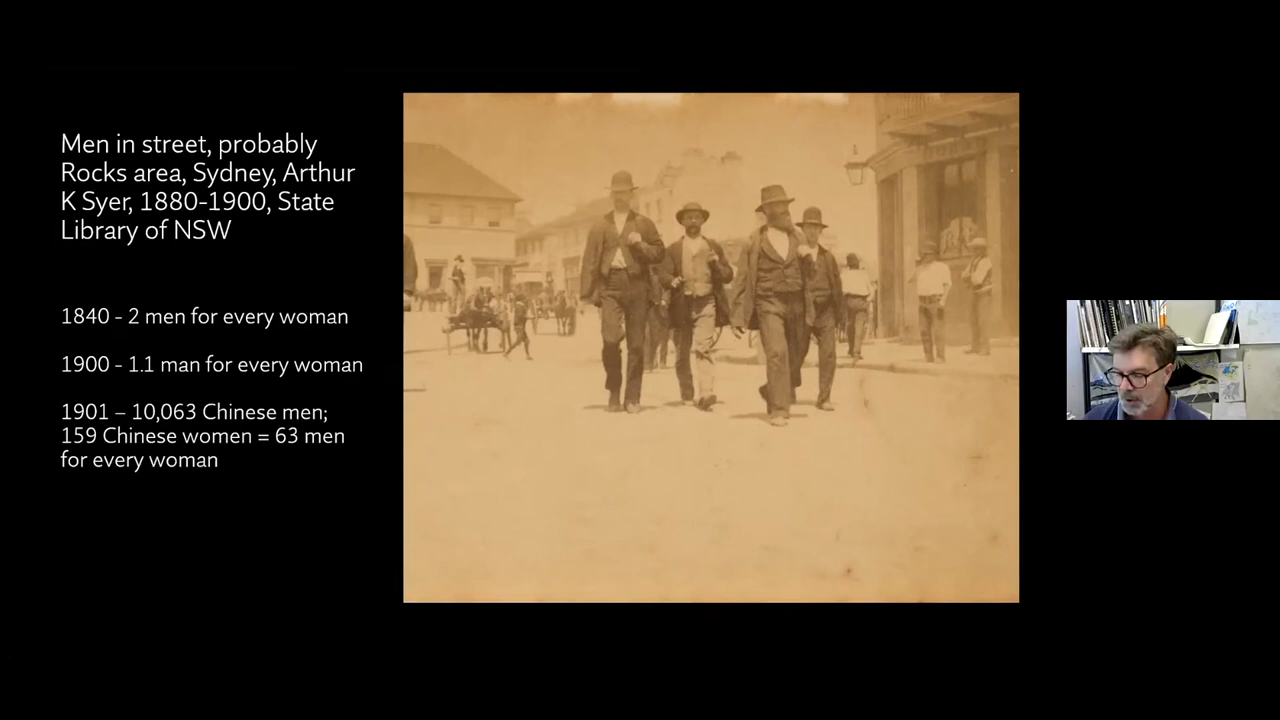 Men in street, probably
Rocks area, Sydney, Arthur
K Syer, 1880-1900, State
Library of NSW
1840 - 2 men for every woman
1900 - 1.1 man for every woman
1901 – 10,063 Chinese men;
159 Chinese women = 63 men
for every woman